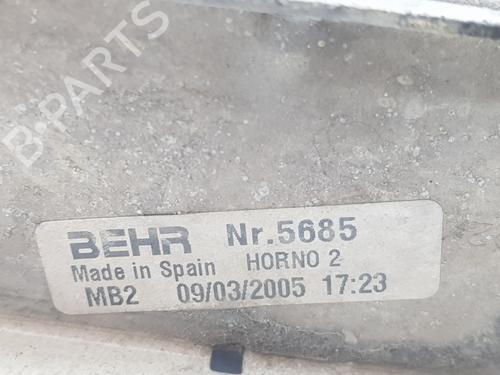 B-PARTS
BEHR Nr.5685
Made in Spain HORNO 2
MB2 09/03/2005 17:23